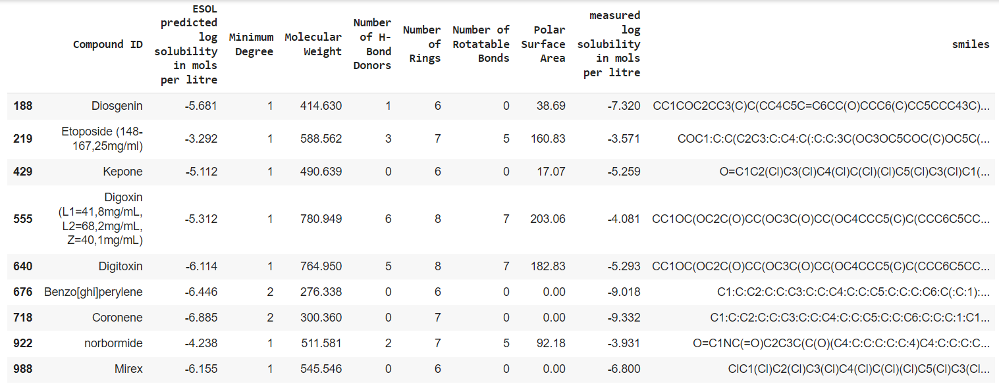 Compound ID ESOL predicted log solubility in mols per litre Minimum Degree Molecular Weight Number of H-Bond Donors Number of Rings Number of Rotatable Bonds Polar Surface Area measured log solubility in mols per litre smiles
188 Diosgenin -5.681 1 414.630 1 6 0 38.69 -7.320 CC1COC2CC3(C)C(CC4C5C=C6CC(O)CCC6(C)CC5CCC43C)...
219 Etoposide (148-167,25mg/ml) -3.292 1 588.562 3 7 5 160.83 -3.571 COC1:C:C(C2C3:C:C4:C(:C:C:3C(OC3OC5COC(C)OC5C(...
429 Kepone -5.112 1 490.639 0 6 0 17.07 -5.259 O=C1C2(Cl)C3(Cl)C4(Cl)C(Cl)(Cl)C5(Cl)C3(Cl)C1(...
555 Digoxin (L1=41,8mg/mL, L2=68,2mg/mL, Z=40,1mg/mL) -5.312 1 780.949 6 8 7 203.06 -4.081 CC1OC(OC2C(O)CC(OC3C(O)CC(OC4CCC5(C)C(CCC6C5CC...
640 Digitoxin -6.114 1 764.950 5 8 7 182.83 -5.293 CC1OC(OC2C(O)CC(OC3C(O)CC(OC4CCC5(C)C(CCC6C5CC...
676 Benzo[ghi]perylene -6.446 2 276.338 0 6 0 0.00 -9.018 C1:C:C2:C:C:C3:C:C:C4:C:C:C5:C:C:C:C6:C(:C:1):...
718 Coronene -6.885 2 300.360 0 7 0 0.00 -9.332 C1:C:C2:C:C:C3:C:C:C4:C:C:C5:C:C:C6:C:C:C:1:C1...
922 norbormide -4.238 1 511.581 2 7 5 92.18 -3.931 O=C1NC(=O)C2C3C(C(O)(C4:C:C:C:C:C:4)C4:C:C:C:C...
988 Mirex -6.155 1 545.546 0 6 0 0.00 -6.800 ClC1(Cl)C2(Cl)C3(Cl)C4(Cl)C(Cl)(Cl)C5(Cl)C3(Cl...